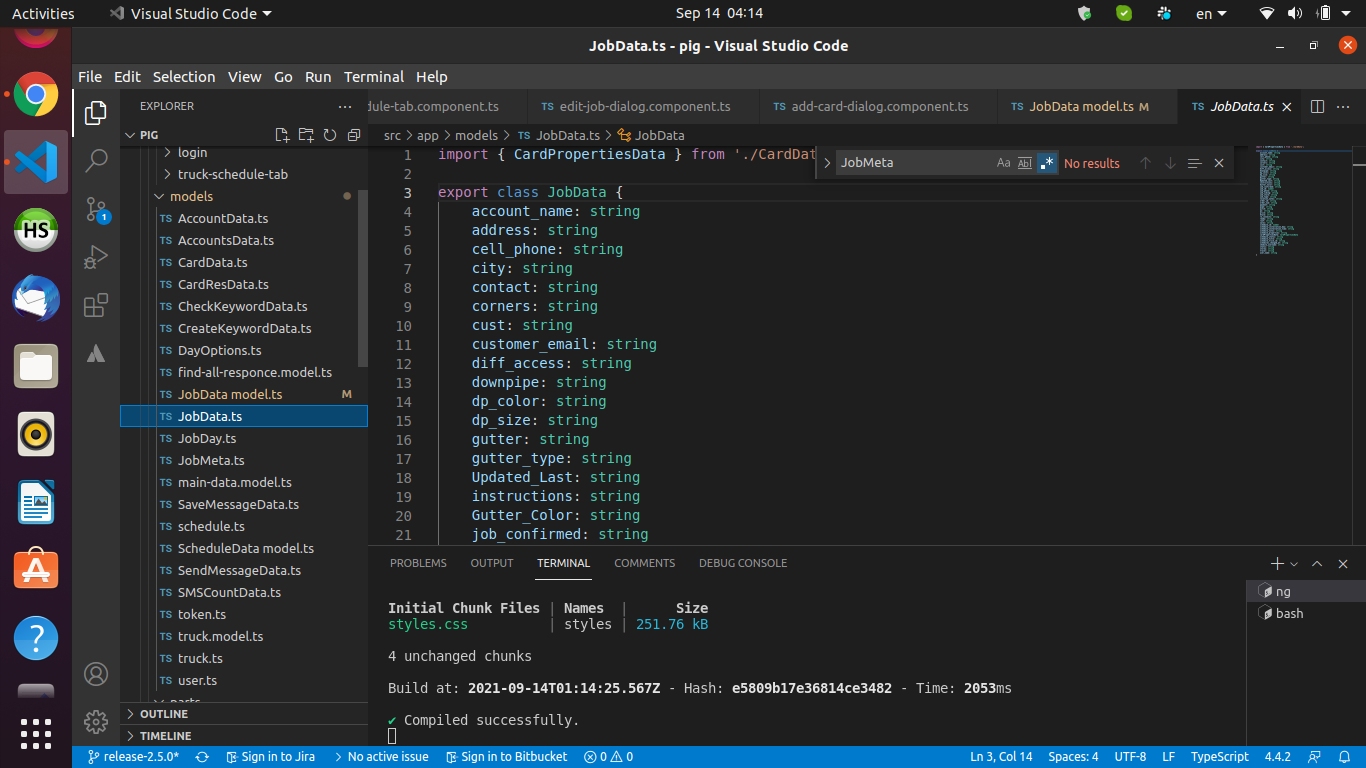 Activities Visual Studio Code Sep 14 04:14 en
JobData.ts - pig - Visual Studio Code
File Edit Selection View Go Run Terminal Help
EXPLORER
PIG
login
truck-schedule-tab
models
TS AccountData.ts
TS AccountsData.ts
TS CardData.ts
TS CardResData.ts
TS CheckKeywordData.ts
TS CreateKeywordData.ts
TS DayOptions.ts
TS find-all-responce.model.ts
TS JobData model.ts M
TS JobData.ts
TS JobDay.ts
TS JobMeta.ts
TS main-data.model.ts
TS SaveMessageData.ts
TS schedule.ts
TS ScheduleData model.ts
TS SendMessageData.ts
TS SMSCountData.ts
TS token.ts
TS truck.model.ts
TS truck.ts
TS user.ts
OUTLINE
TIMELINE
1
HS
dule-tab.component.ts TS edit-job-dialog.component.ts TS add-card-dialog.component.ts TS JobData model.ts M TS JobData.ts
src > app > models > TS JobData.ts > JobData
JobMeta Aa ab No results
1 import { CardPropertiesData } from './CardDat
2
3 export class JobData {
4 account_name: string
5 address: string
6 cell_phone: string
7 city: string
8 contact: string
9 corners: string
10 cust: string
11 customer_email: string
12 diff_access: string
13 downpipe: string
14 dp_color: string
15 dp_size: string
16 gutter: string
17 gutter_type: string
18 Updated_Last: string
19 instructions: string
20 Gutter_Color: string
21 job_confirmed: string
PROBLEMS OUTPUT TERMINAL COMMENTS DEBUG CONSOLE
Initial Chunk Files | Names | Size
styles.css | styles | 251.76 kB
4 unchanged chunks
Build at: 2021-09-14T01:14:25.567Z - Hash: e5809b17e36814ce3482 - Time: 2053ms
✔ Compiled successfully.
ng
bash
release-2.5.0* Sign in to Jira No active issue Sign in to Bitbucket 0 0 Ln 3, Col 14 Spaces: 4 UTF-8 LF TypeScript 4.4.2